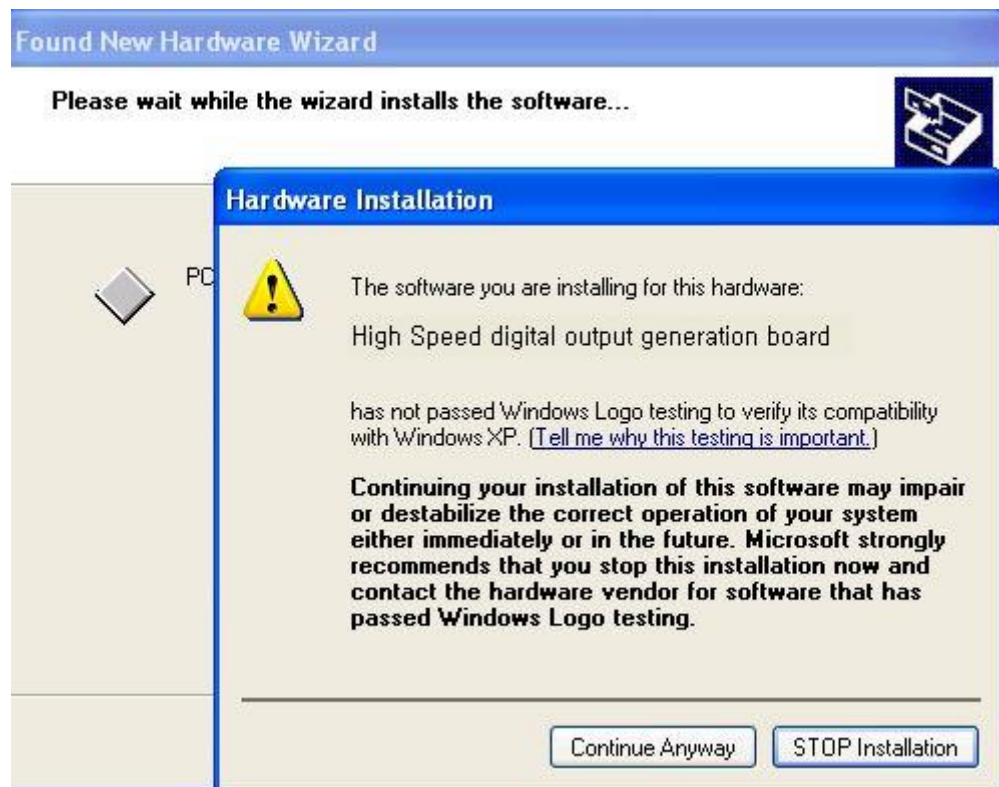 Found New Hardware Wizard
Please wait while the wizard installs the software...
Hardware Installation
PC
The software you are installing for this hardware:
High Speed digital output generation board
has not passed Windows Logo testing to verify its compatibility
with Windows XP. (Tell me why this testing is important.)
Continuing your installation of this software may impair
or destabilize the correct operation of your system
either immediately or in the future. Microsoft strongly
recommends that you stop this installation now and
contact the hardware vendor for software that has
passed Windows Logo testing.
Continue Anyway
STOP Installation